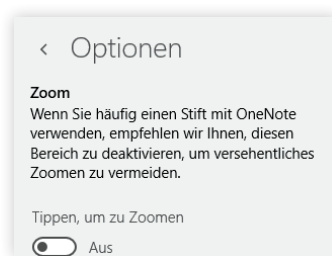 Optionen
Zoom
Wenn Sie häufig einen Stift mit OneNote
verwenden, empfehlen wir Ihnen, diesen
Bereich zu deaktivieren, um versehentliches
Zoomen zu vermeiden.
Tippen, um zu Zoomen
Aus